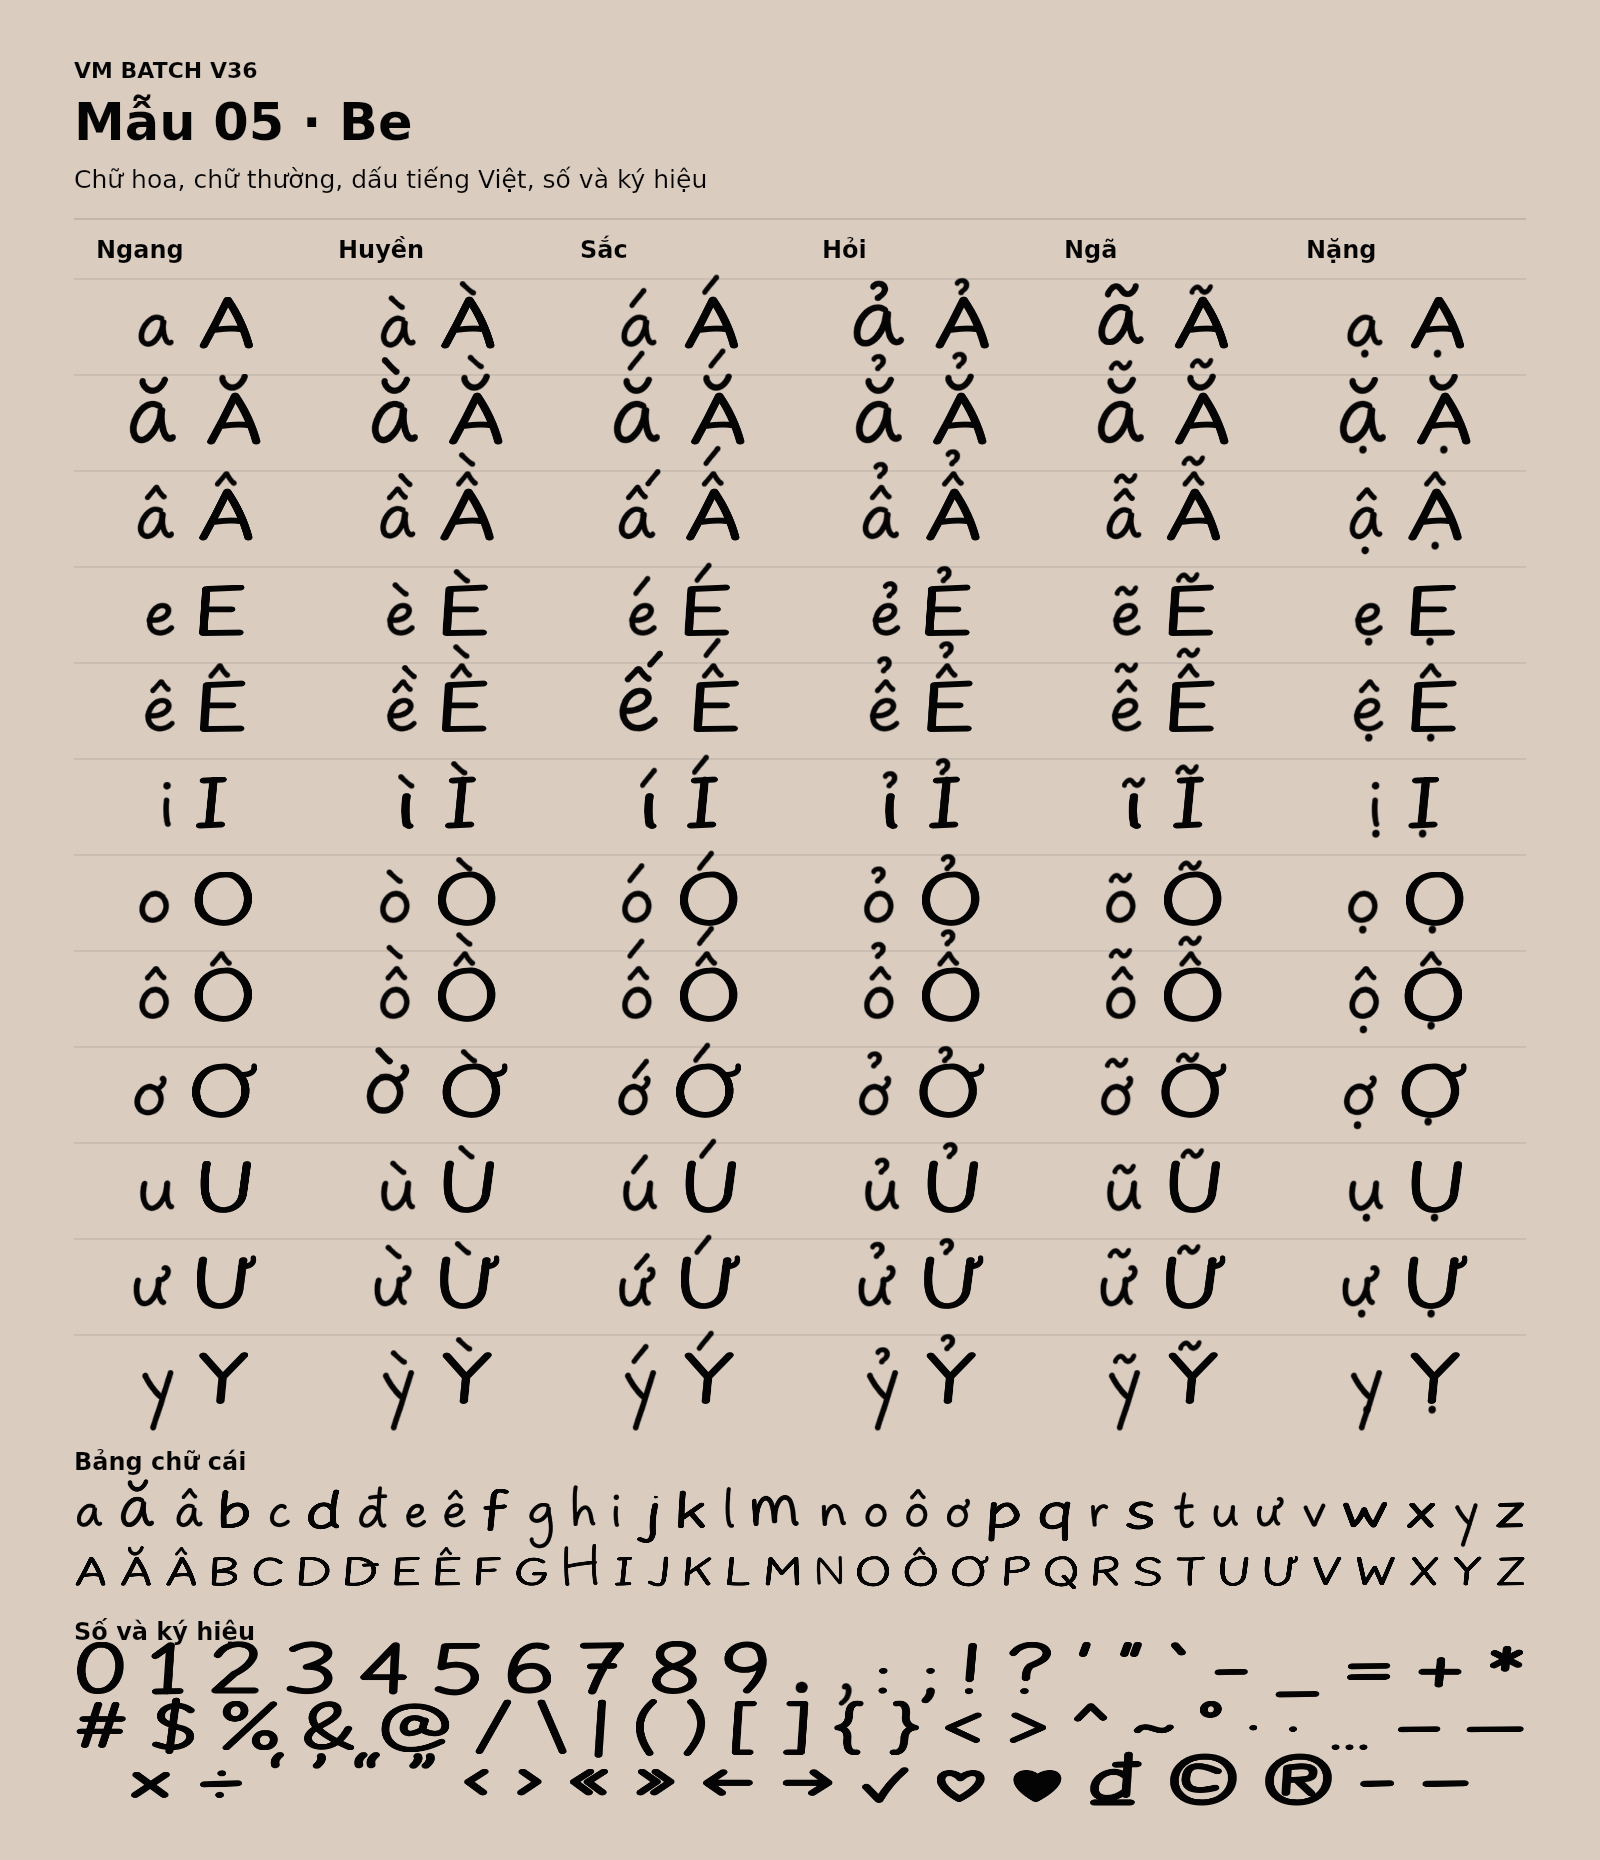 VM BATCH V36
Mẫu 05 · Be
Chữ hoa, chữ thường, dấu tiếng Việt, số và ký hiệu
Ngang Huyền Sắc Hỏi Ngã Nặng
a A à À á Á ả Ả ã Ã ạ Ạ
ă Ă ằ Ằ ắ Ắ ẳ Ẳ ẵ Ẵ ặ Ặ
â Â ầ Ầ ấ Ấ ẩ Ẩ ẫ Ẫ ậ Ậ
e E è È é É ẻ Ẻ ẽ Ẽ ẹ Ẹ
ê Ê ề Ề ế Ế ể Ể ễ Ễ ệ Ệ
i I ì Ì í Í ỉ Ỉ ĩ Ĩ ị Ị
o O ò Ò ó Ó ỏ Ỏ õ Õ ọ Ọ
ô Ô ồ Ồ ố Ố ổ Ổ ỗ Ỗ ộ Ộ
ơ Ơ ờ Ờ ớ Ớ ở Ở ỡ Ỡ ợ Ợ
u U ù Ù ú Ú ủ Ủ ũ Ũ ụ Ụ
ư Ư ừ Ừ ứ Ứ ử Ử ữ Ữ ự Ự
y Y ỳ Ỳ ý Ý ỷ Ỷ ỹ Ỹ ỵ Ỵ
Bảng chữ cái
a ă â b c d đ e ê f g h i j k l m n o ô ơ p q r s t u ư v w x y z
A Ă Â B C D Đ E Ê F G H I J K L M N O Ô Ơ P Q R S T U Ư V W X Y Z
Số và ký hiệu
0 1 2 3 4 5 6 7 8 9 . , : ; ! ? ' " ` - _ = + *
# $ % & @ / \ | ( ) [ ] { } < > ^ ~ ° · · … – —
× ÷ ‘ ’ “ ” ‹ › « » ← → ✓ ♡ ♥ ₫ © ® – —